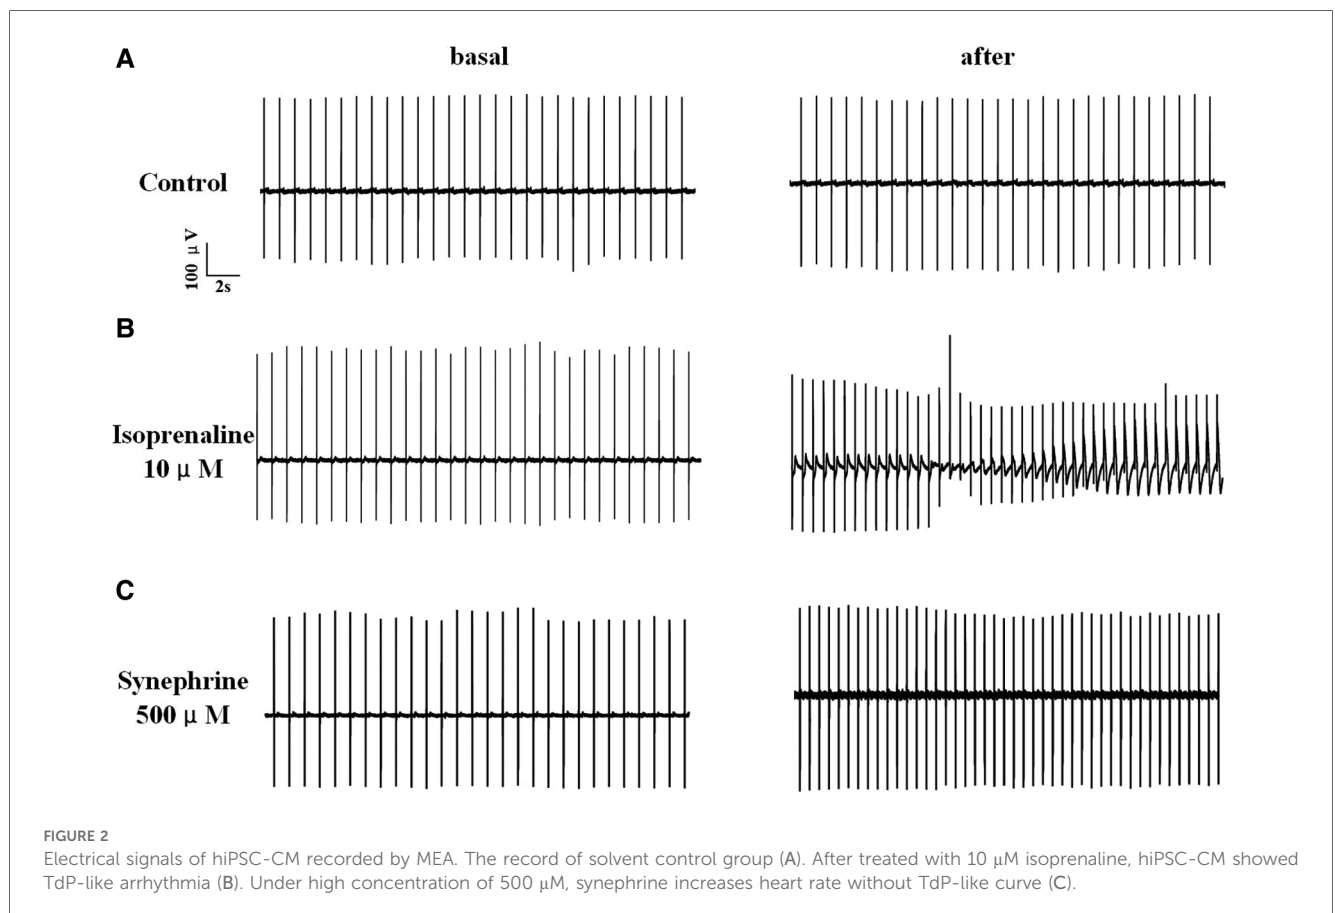 A
basal
after
Control
100 μ V
2s
B
Isoprenaline
10 μ M
C
Synephrine
500 μ M
FIGURE 2
Electrical signals of hiPSC-CM recorded by MEA. The record of solvent control group (A). After treated with 10 μM isoprenaline, hiPSC-CM showed
TdP-like arrhythmia (B). Under high concentration of 500 μM, synephrine increases heart rate without TdP-like curve (C).